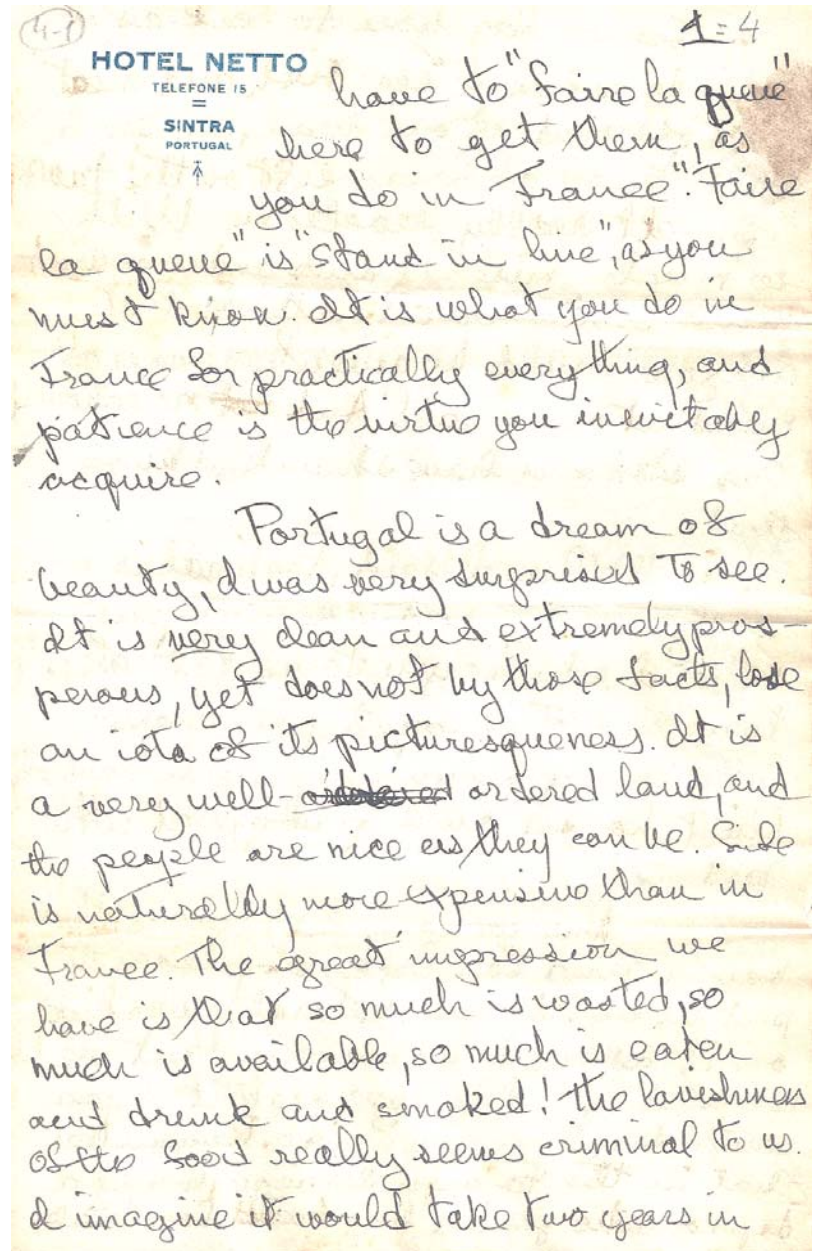 4-1
1=4
HOTEL NETTO
TELEFONE 15
SINTRA
PORTUGAL
have to "faire la queue"
here to get them, as
you do in France". "Faire
la queue" is "stand in line", as you
must know. It is what you do in
France for practically everything, and
patience is the virtue you inevitably
acquire.
Portugal is a dream of
beauty, I was very surprised to see.
It is very clean and extremely pros-
perous, yet does not by those facts, lose
an iota of its picturesqueness. It is
a very well- ordered land, and
the people are nice as they can be. Life
is naturally more expensive than in
France. The great impression we
have is that so much is wasted, so
much is available, so much is eaten
and drunk and smoked! The lavishness
of the food really seems criminal to us.
I imagine it would take two years in